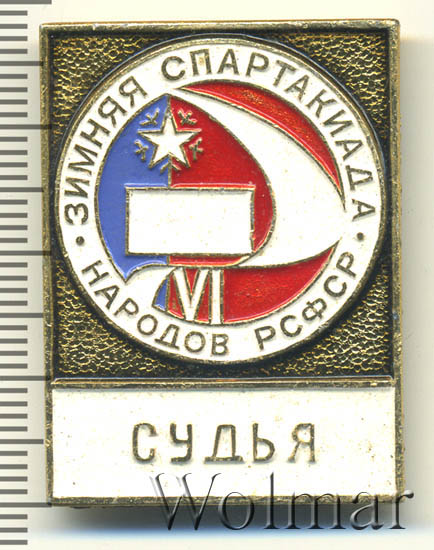 ЗИМНЯЯ СПАРТАКИАДА
НАРОДОВ РСФСР
VI
СУДЬЯ
Wolmar